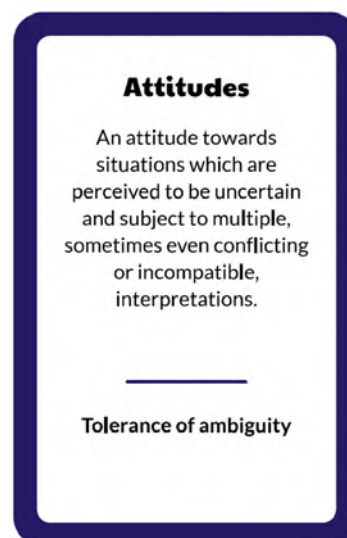 Attitudes
An attitude towards
situations which are
perceived to be uncertain
and subject to multiple,
sometimes even conflicting
or incompatible,
interpretations.
Tolerance of ambiguity